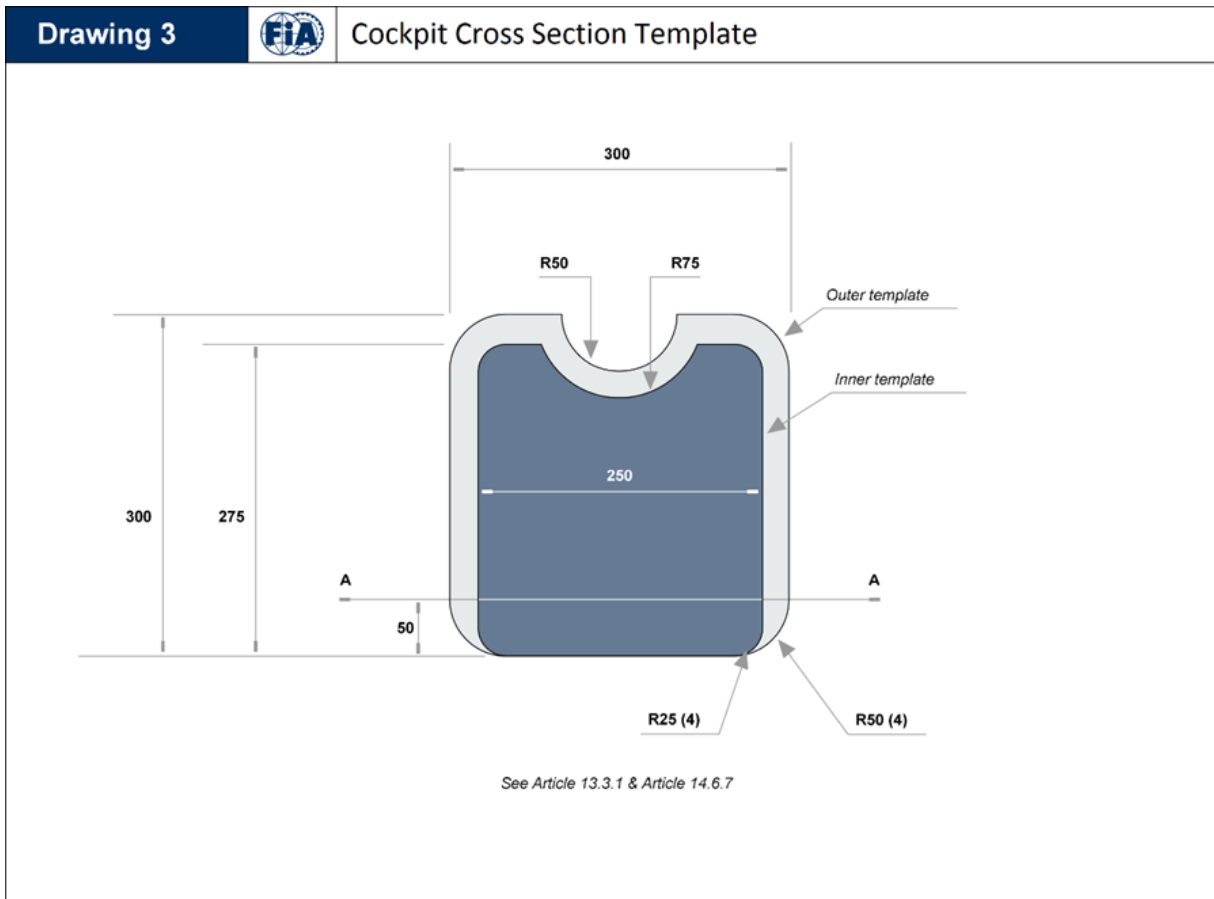 Drawing 3
FiA
Cockpit Cross Section Template
300
R50
R75
Outer template
Inner template
250
300
275
A
A
50
R25 (4)
R50 (4)
See Article 13.3.1 & Article 14.6.7